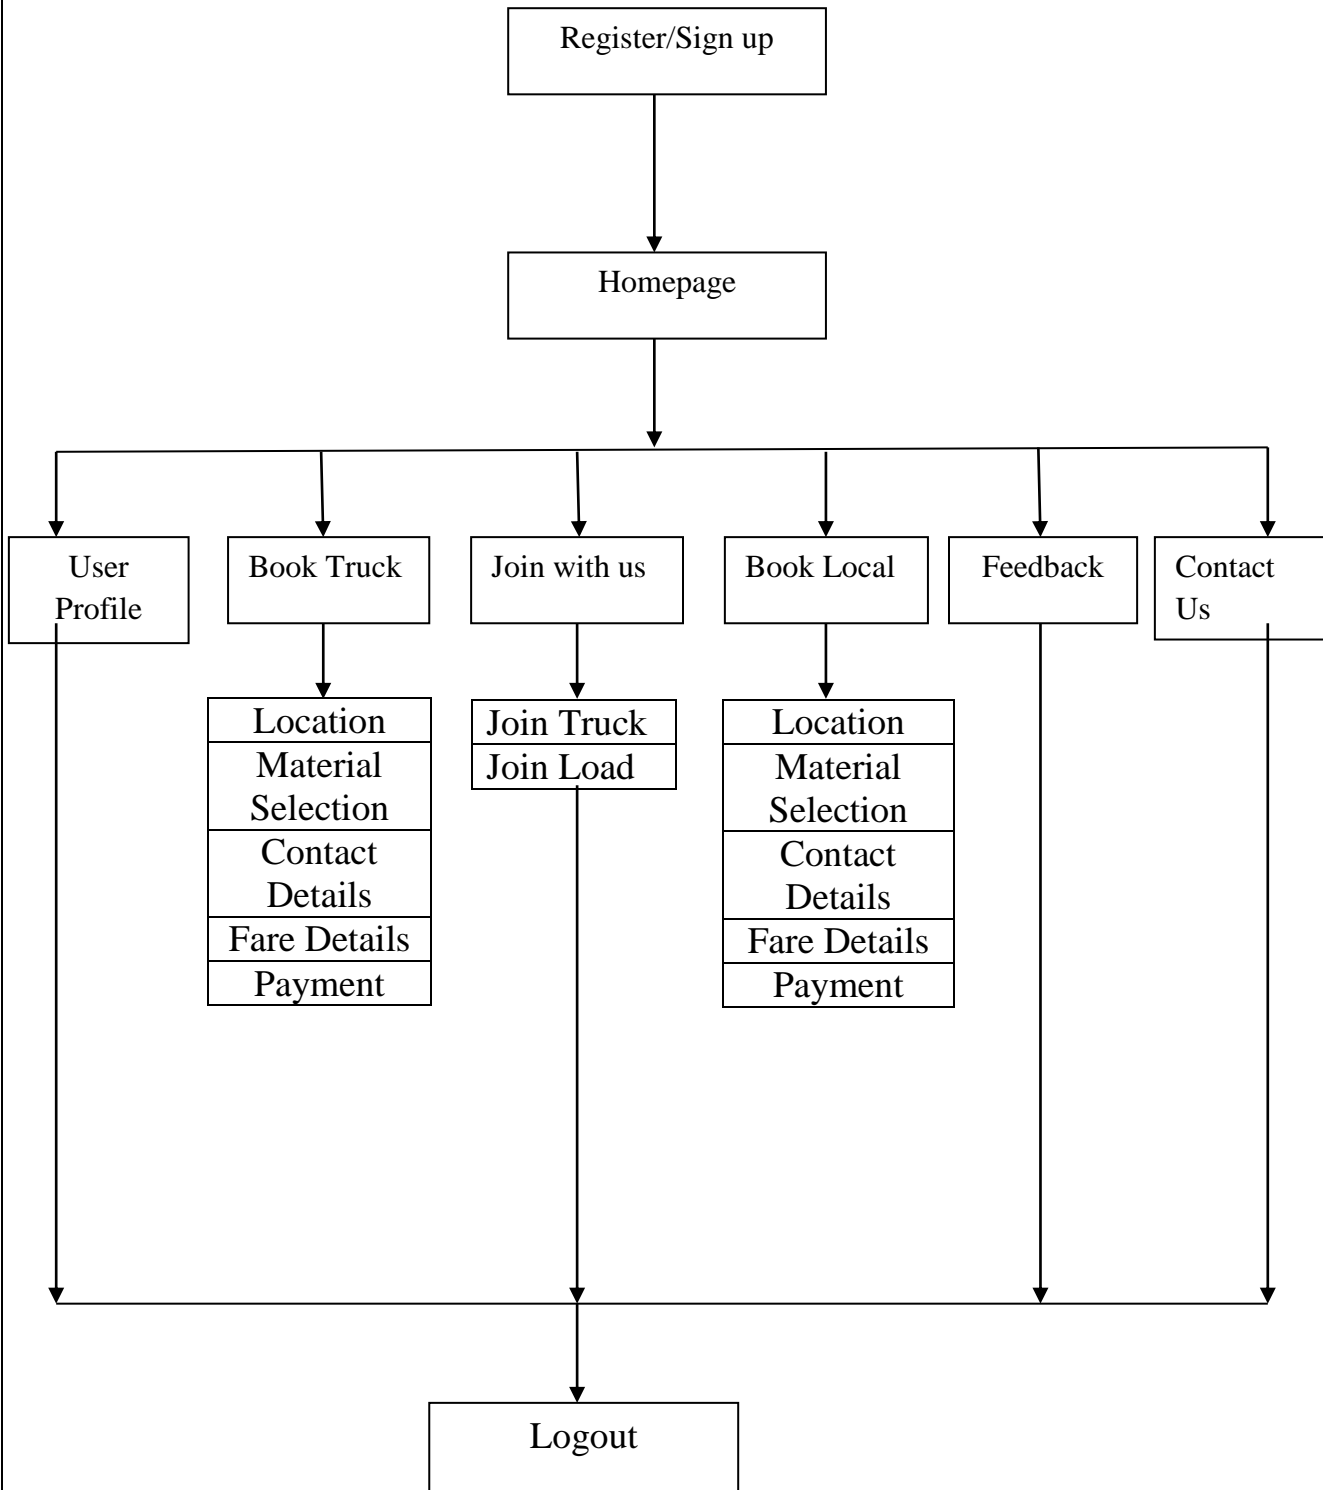 Register/Sign up
Homepage
User
Profile
Book Truck
Join with us
Book Local
Feedback
Contact
Us
Location
Material
Selection
Contact
Details
Fare Details
Payment
Join Truck
Join Load
Location
Material
Selection
Contact
Details
Fare Details
Payment
Logout